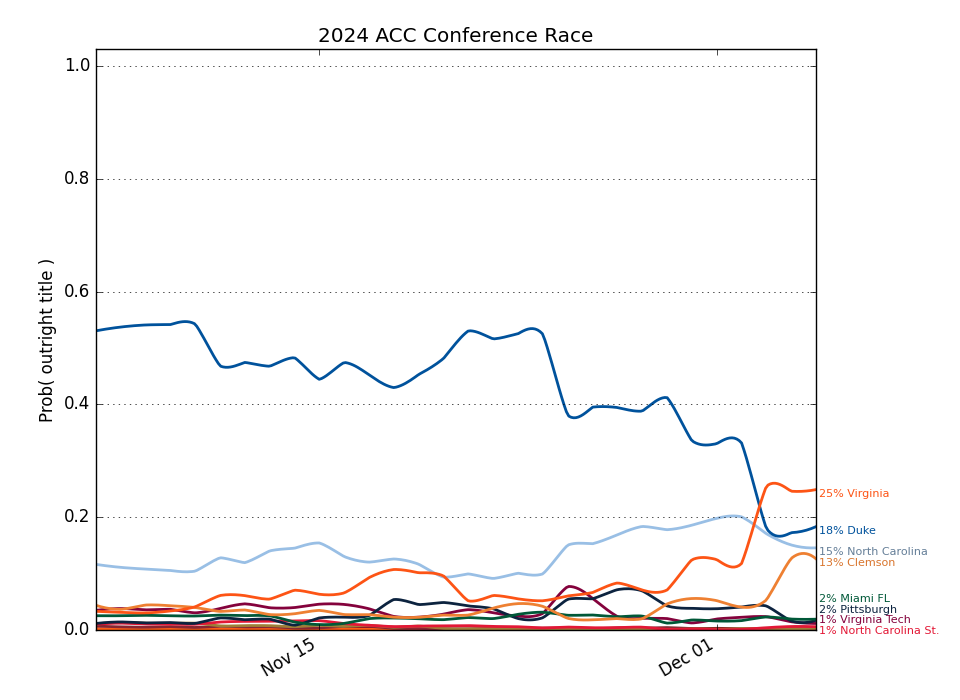 2024 ACC Conference Race
Prob( outright title )
1.0
0.8
0.6
0.4
0.2
0.0
Nov 15
Dec 01
25% Virginia
18% Duke
15% North Carolina
13% Clemson
2% Miami FL
2% Pittsburgh
1% Virginia Tech
1% North Carolina St.